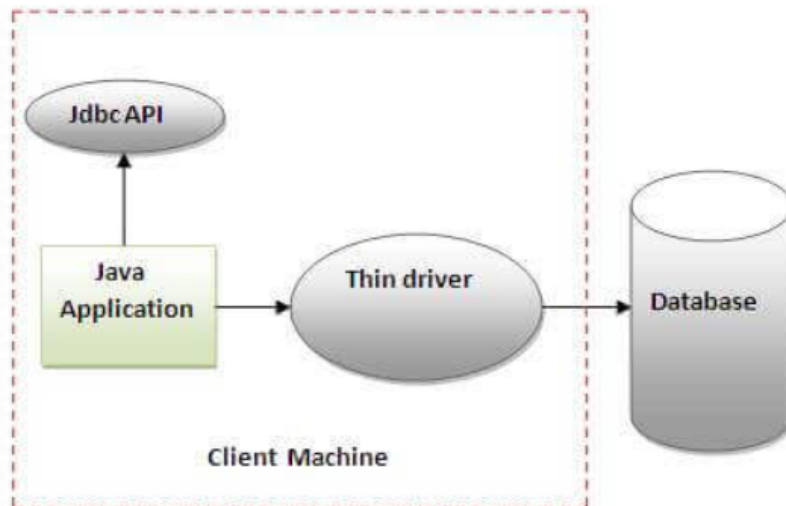 Jdbc API
Java
Application
Thin driver
Database
Client Machine